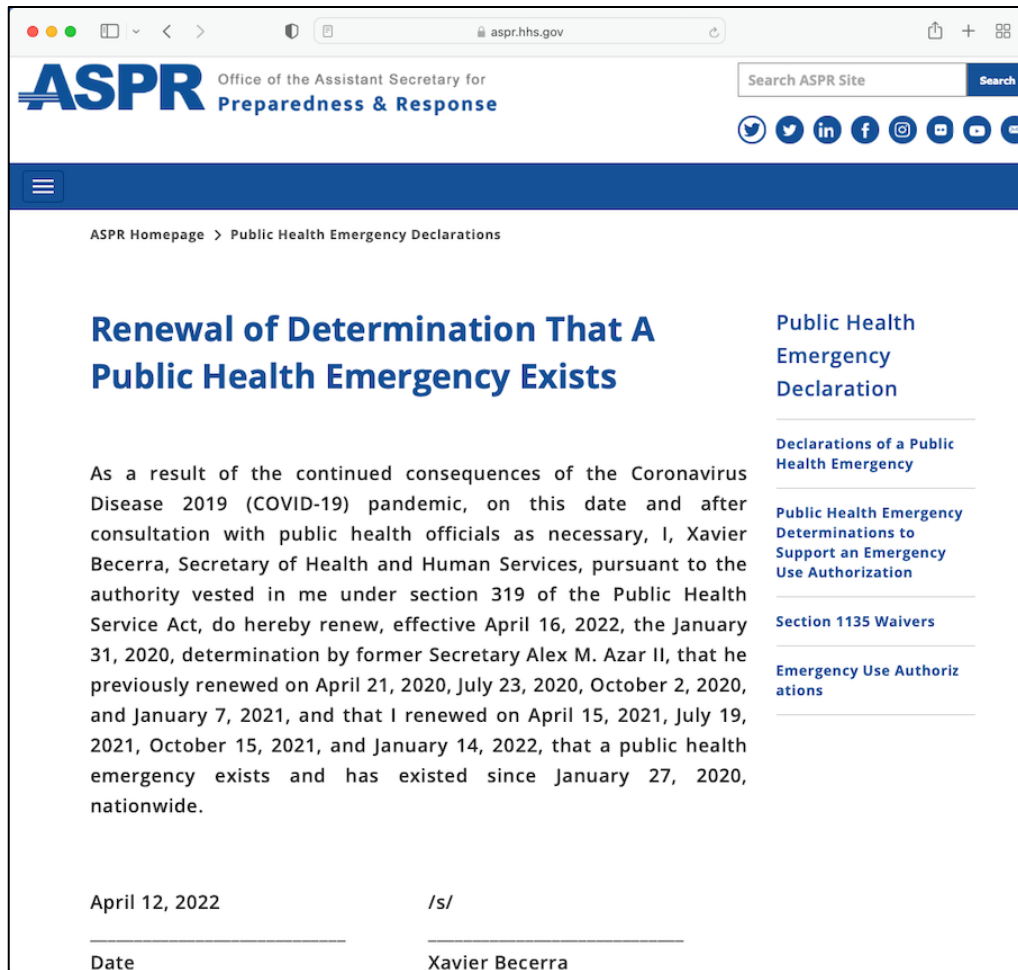 aspr.hhs.gov
ASPR
Office of the Assistant Secretary for
Preparedness & Response
Search ASPR Site
Search
ASPR Homepage > Public Health Emergency Declarations
Renewal of Determination That A
Public Health Emergency Exists
As a result of the continued consequences of the Coronavirus
Disease 2019 (COVID-19) pandemic, on this date and after
consultation with public health officials as necessary, I, Xavier
Becerra, Secretary of Health and Human Services, pursuant to the
authority vested in me under section 319 of the Public Health
Service Act, do hereby renew, effective April 16, 2022, the January
31, 2020, determination by former Secretary Alex M. Azar II, that he
previously renewed on April 21, 2020, July 23, 2020, October 2, 2020,
and January 7, 2021, and that I renewed on April 15, 2021, July 19,
2021, October 15, 2021, and January 14, 2022, that a public health
emergency exists and has existed since January 27, 2020,
nationwide.
April 12, 2022 /s/
Date Xavier Becerra
Public Health
Emergency
Declaration
Declarations of a Public
Health Emergency
Public Health Emergency
Determinations to
Support an Emergency
Use Authorization
Section 1135 Waivers
Emergency Use Authoriz
ations